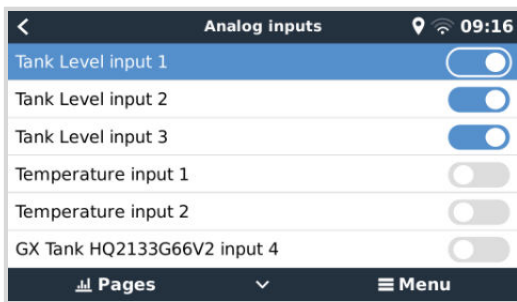 Analog inputs 09:16
Tank Level input 1
Tank Level input 2
Tank Level input 3
Temperature input 1
Temperature input 2
GX Tank HQ2133G66V2 input 4
Pages Menu